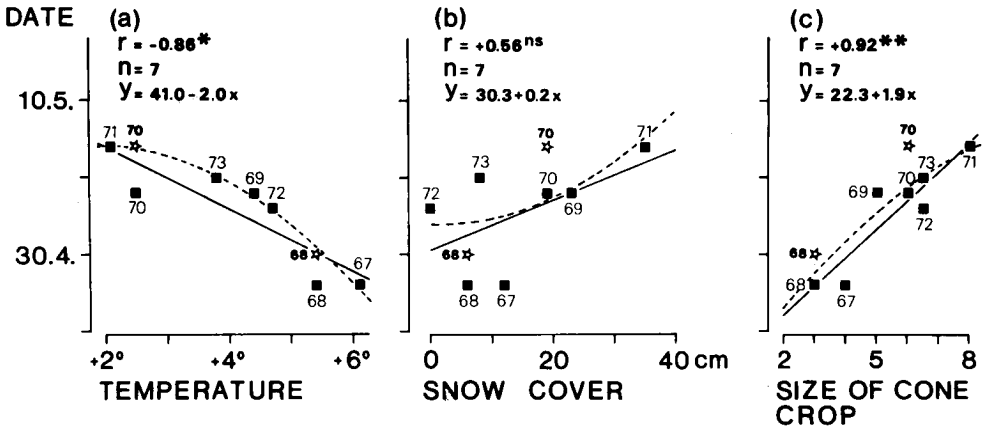 DATE
(a)
r = -0.86*
n = 7
y = 41.0-2.0x
(b)
r = +0.56ns
n = 7
y = 30.3+0.2x
(c)
r = +0.92**
n = 7
y = 22.3+1.9x
10.5.
30.4.
71
70
73
69
72
70
68
67
68
70
71
73
70
72
69
68
68
67
70
73
71
69
70
72
68
68
67
+2°
+4°
+6°
TEMPERATURE
0
20
40 cm
SNOW COVER
2
5
8
SIZE OF CONE
CROP